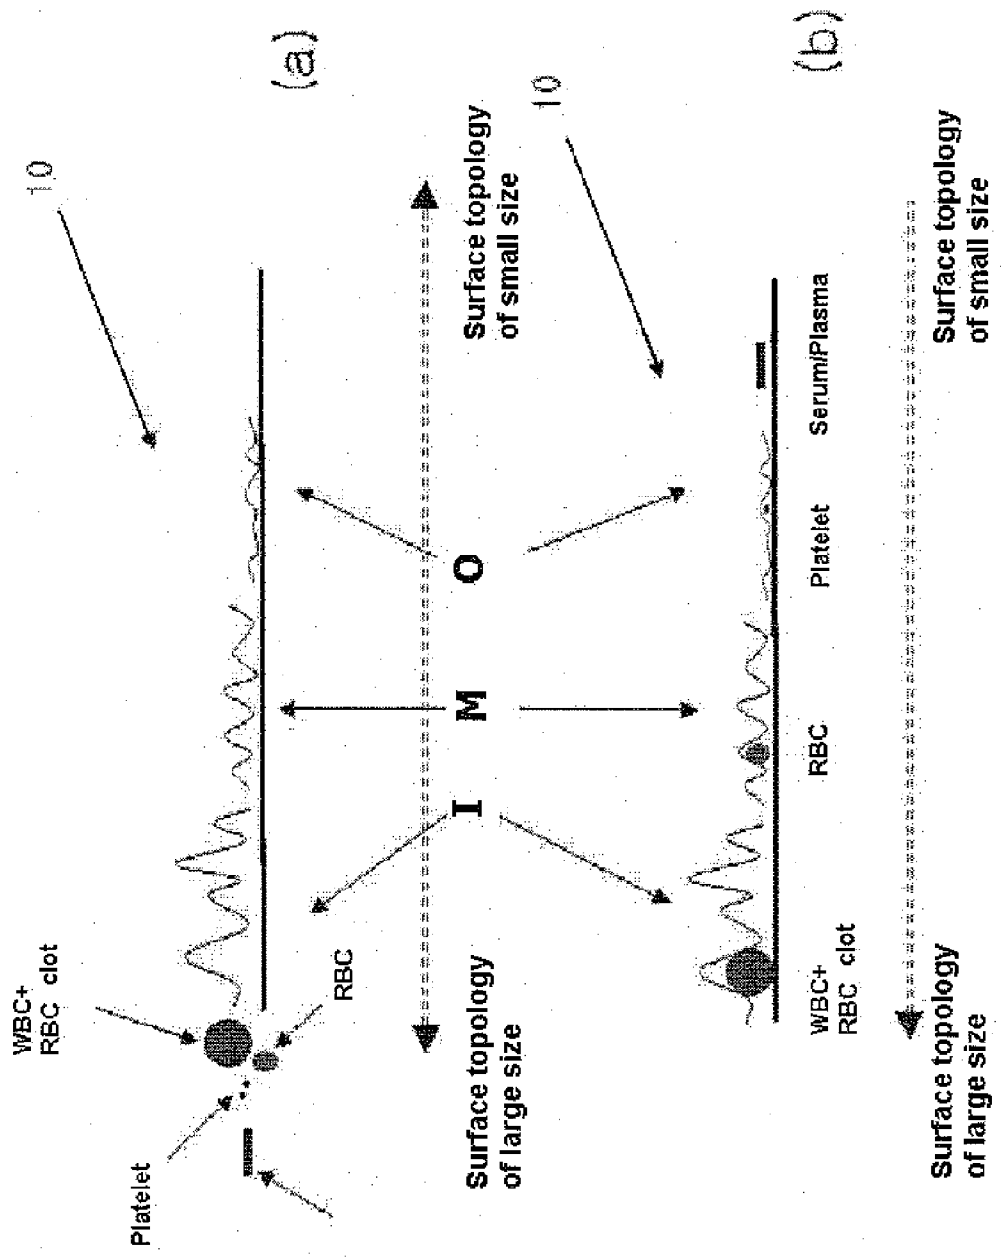 10
(a)
WBC+
RBC clot
Platelet
RBC
Surface topology
of large size
Surface topology
of small size
I
M
O
10
(b)
WBC+
RBC clot
RBC
Platelet
Serum/Plasma
Surface topology
of large size
Surface topology
of small size